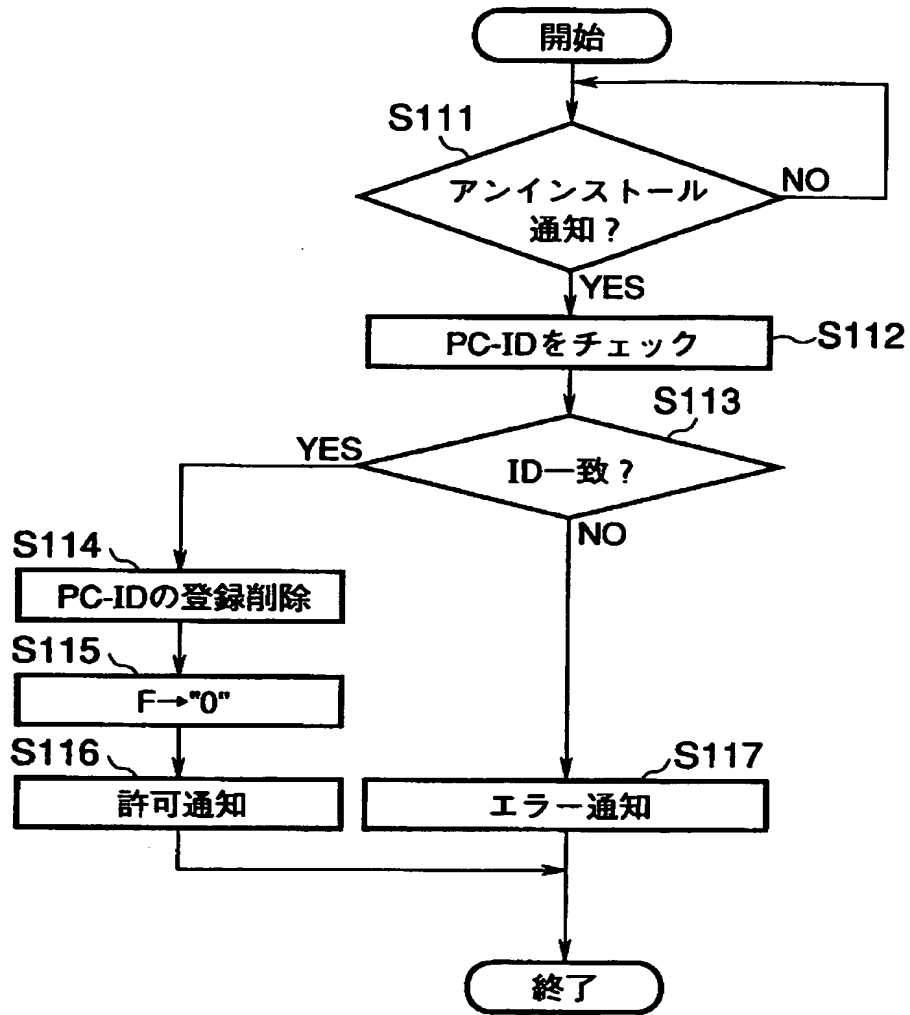 開始
S111
アンインストール
通知?
NO
YES
PC-IDをチェック
S112
S113
ID一致?
YES
NO
S114
PC-IDの登録削除
S115
F→"0"
S116
許可通知
S117
エラー通知
終了